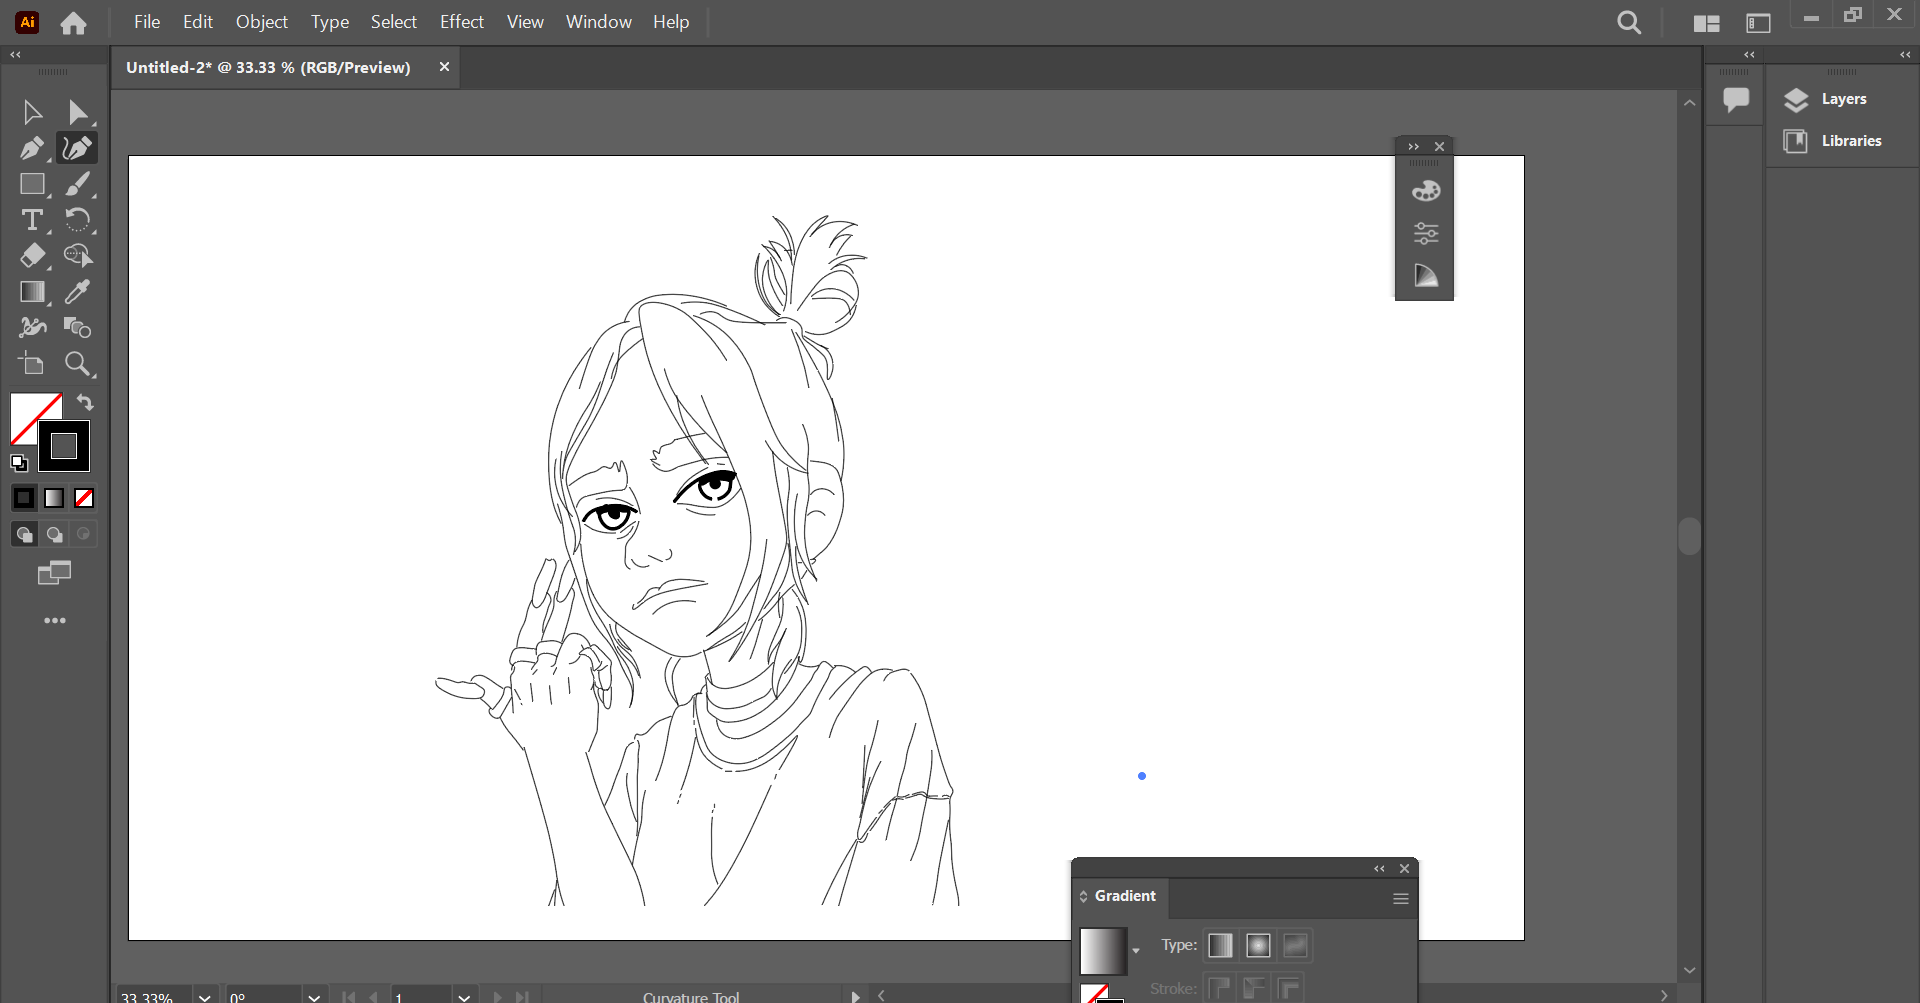 Ai File Edit Object Type Select Effect View Window Help
Untitled-2* @ 33.33 % (RGB/Preview)
Layers
Libraries
T
Gradient
Type:
Stroke:
33.33% 0° 1 Curvature Tool